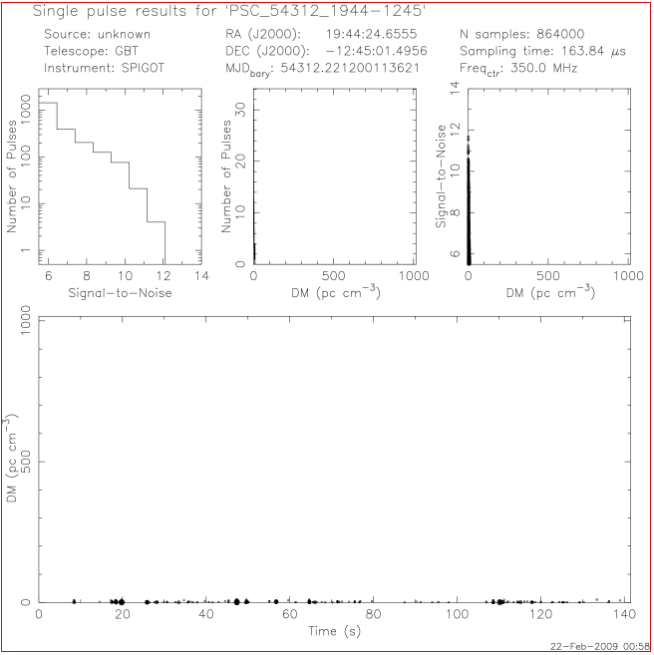 Single pulse results for 'PSC_54312_1944-1245'
Source: unknown
Telescope: GBT
Instrument: SPIGOT
RA (J2000): 19:44:24.6555
DEC (J2000): −12:45:01.4956
MJD_bary: 54312.221200113621
N samples: 864000
Sampling time: 163.84 μs
Freq_ctr: 350.0 MHz
Number of Pulses
1 10 100 1000
6 8 10 12 14
Signal-to-Noise
Number of Pulses
0 10 20 30
0 500 1000
DM (pc cm⁻³)
Signal-to-Noise
6 8 10 12 14
0 500 1000
DM (pc cm⁻³)
DM (pc cm⁻³)
0 500 1000
0 20 40 60 80 100 120 140
Time (s)
22-Feb-2009 00:58